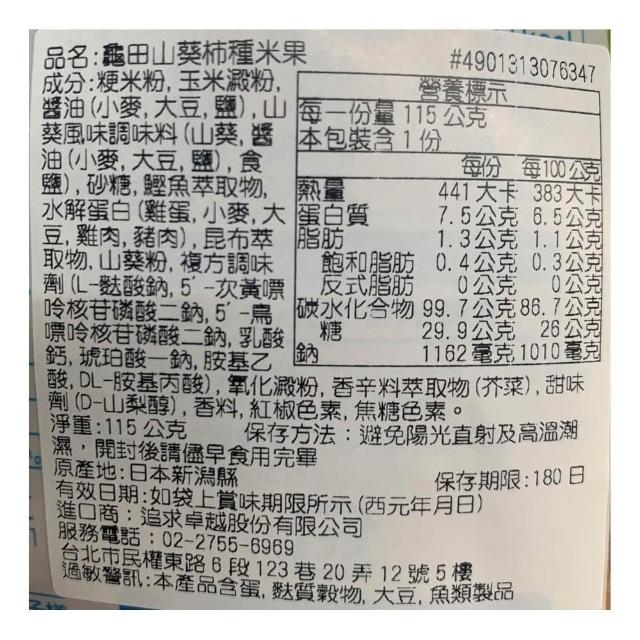 品名:龜田山葵柿種米果
#4901313076347
成分:粳米粉, 玉米澱粉,
醬油(小麥, 大豆, 鹽), 山
葵風味調味料(山葵, 醬
油(小麥, 大豆, 鹽), 食
鹽), 砂糖, 鰹魚萃取物,
水解蛋白(雞蛋, 小麥, 大
豆, 雞肉, 豬肉), 昆布萃
取物, 山葵粉, 複方調味
劑(L-麩酸鈉, 5´-次黃嘌
呤核苷磷酸二鈉, 5´-鳥
嘌呤核苷磷酸二鈉, 乳酸
鈣, 琥珀酸一鈉, 胺基乙
酸, DL-胺基丙酸), 氧化澱粉, 香辛料萃取物(芥菜), 甜味
劑(D-山梨醇), 香料, 紅椒色素, 焦糖色素。
營養標示
每一份量 115 公克
本包裝含 1 份
每份 每100公克
熱量 441 大卡 383 大卡
蛋白質 7.5 公克 6.5 公克
脂肪 1.3 公克 1.1 公克
飽和脂肪 0.4 公克 0.3 公克
反式脂肪 0 公克 0 公克
碳水化合物 99.7 公克 86.7 公克
糖 29.9 公克 26 公克
鈉 1162 毫克 1010 毫克
淨重:115 公克 保存方法:避免陽光直射及高溫潮
濕,開封後請儘早食用完畢
原產地:日本新潟縣 保存期限:180 日
有效日期:如袋上賞味期限所示(西元年月日)
進口商:追求卓越股份有限公司
服務電話:02-2755-6969
台北市民權東路 6 段 123 巷 20 弄 12 號 5 樓
過敏警訊:本產品含蛋, 麩質穀物, 大豆, 魚類製品